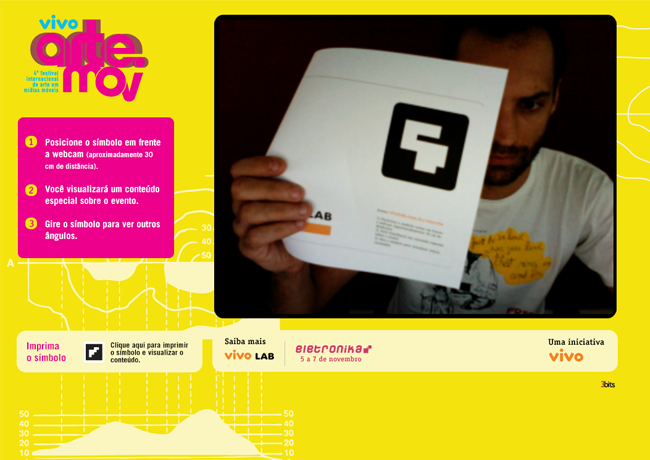 vivo
arte.
mov
4º festival
internacional
de arte em
mídias móveis
1 Posicione o símbolo em frente
a webcam (aproximadamente 30
cm de distância).
2 Você visualizará um conteúdo
especial sobre o evento.
3 Gire o símbolo para ver outros
ângulos.
LAB
30
40
50
A
Imprima
o símbolo
Clique aqui para imprimir
o símbolo e visualizar o
conteúdo.
Saiba mais
vivo LAB
eletronika
5 a 7 de novembro
Uma iniciativa
vivo
3bits
50 50
40 40
30 30
20 20
10 10